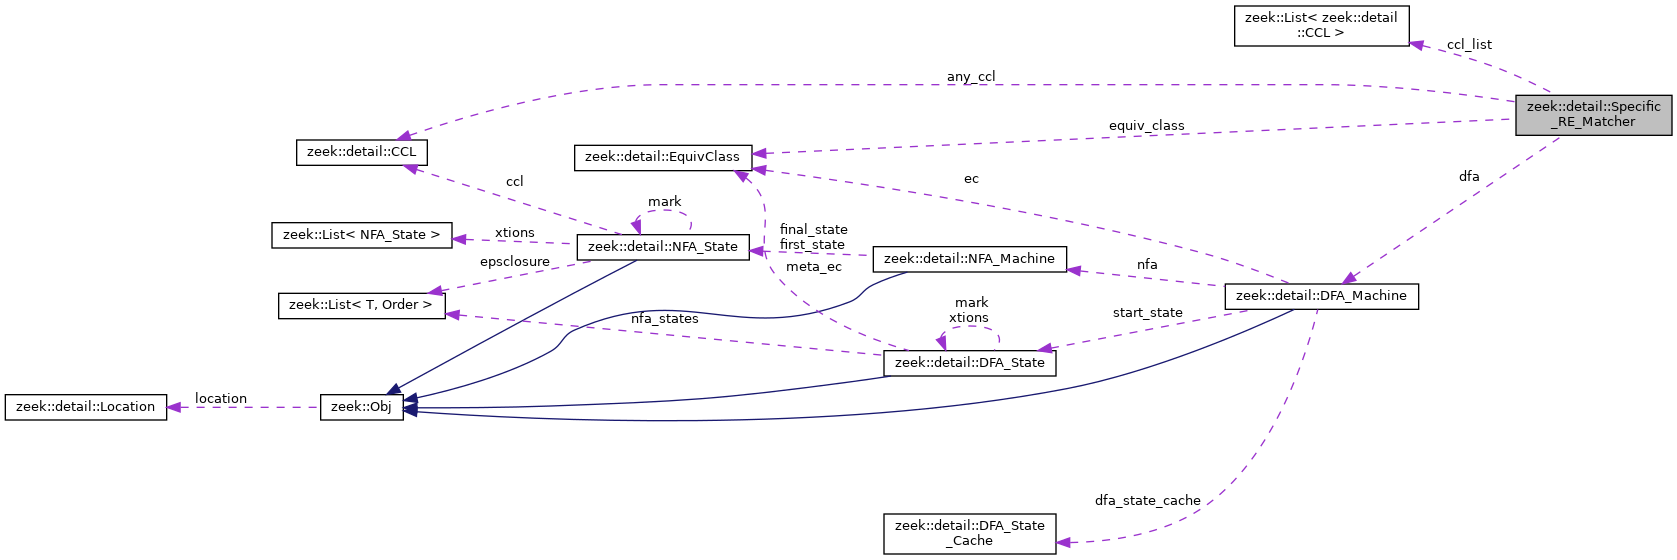 zeek::List< zeek::detail
::CCL >
ccl_list
any_ccl
zeek::detail::Specific
_RE_Matcher
equiv_class
zeek::detail::CCL
zeek::detail::EquivClass
ccl
ec
dfa
mark
xtions
zeek::List< NFA_State >
zeek::detail::NFA_State
final_state
first_state
zeek::detail::NFA_Machine
nfa
epsclosure
meta_ec
zeek::List< T, Order >
nfa_states
mark
xtions
start_state
zeek::detail::DFA_Machine
zeek::detail::DFA_State
location
zeek::detail::Location
zeek::Obj
dfa_state_cache
zeek::detail::DFA_State
_Cache